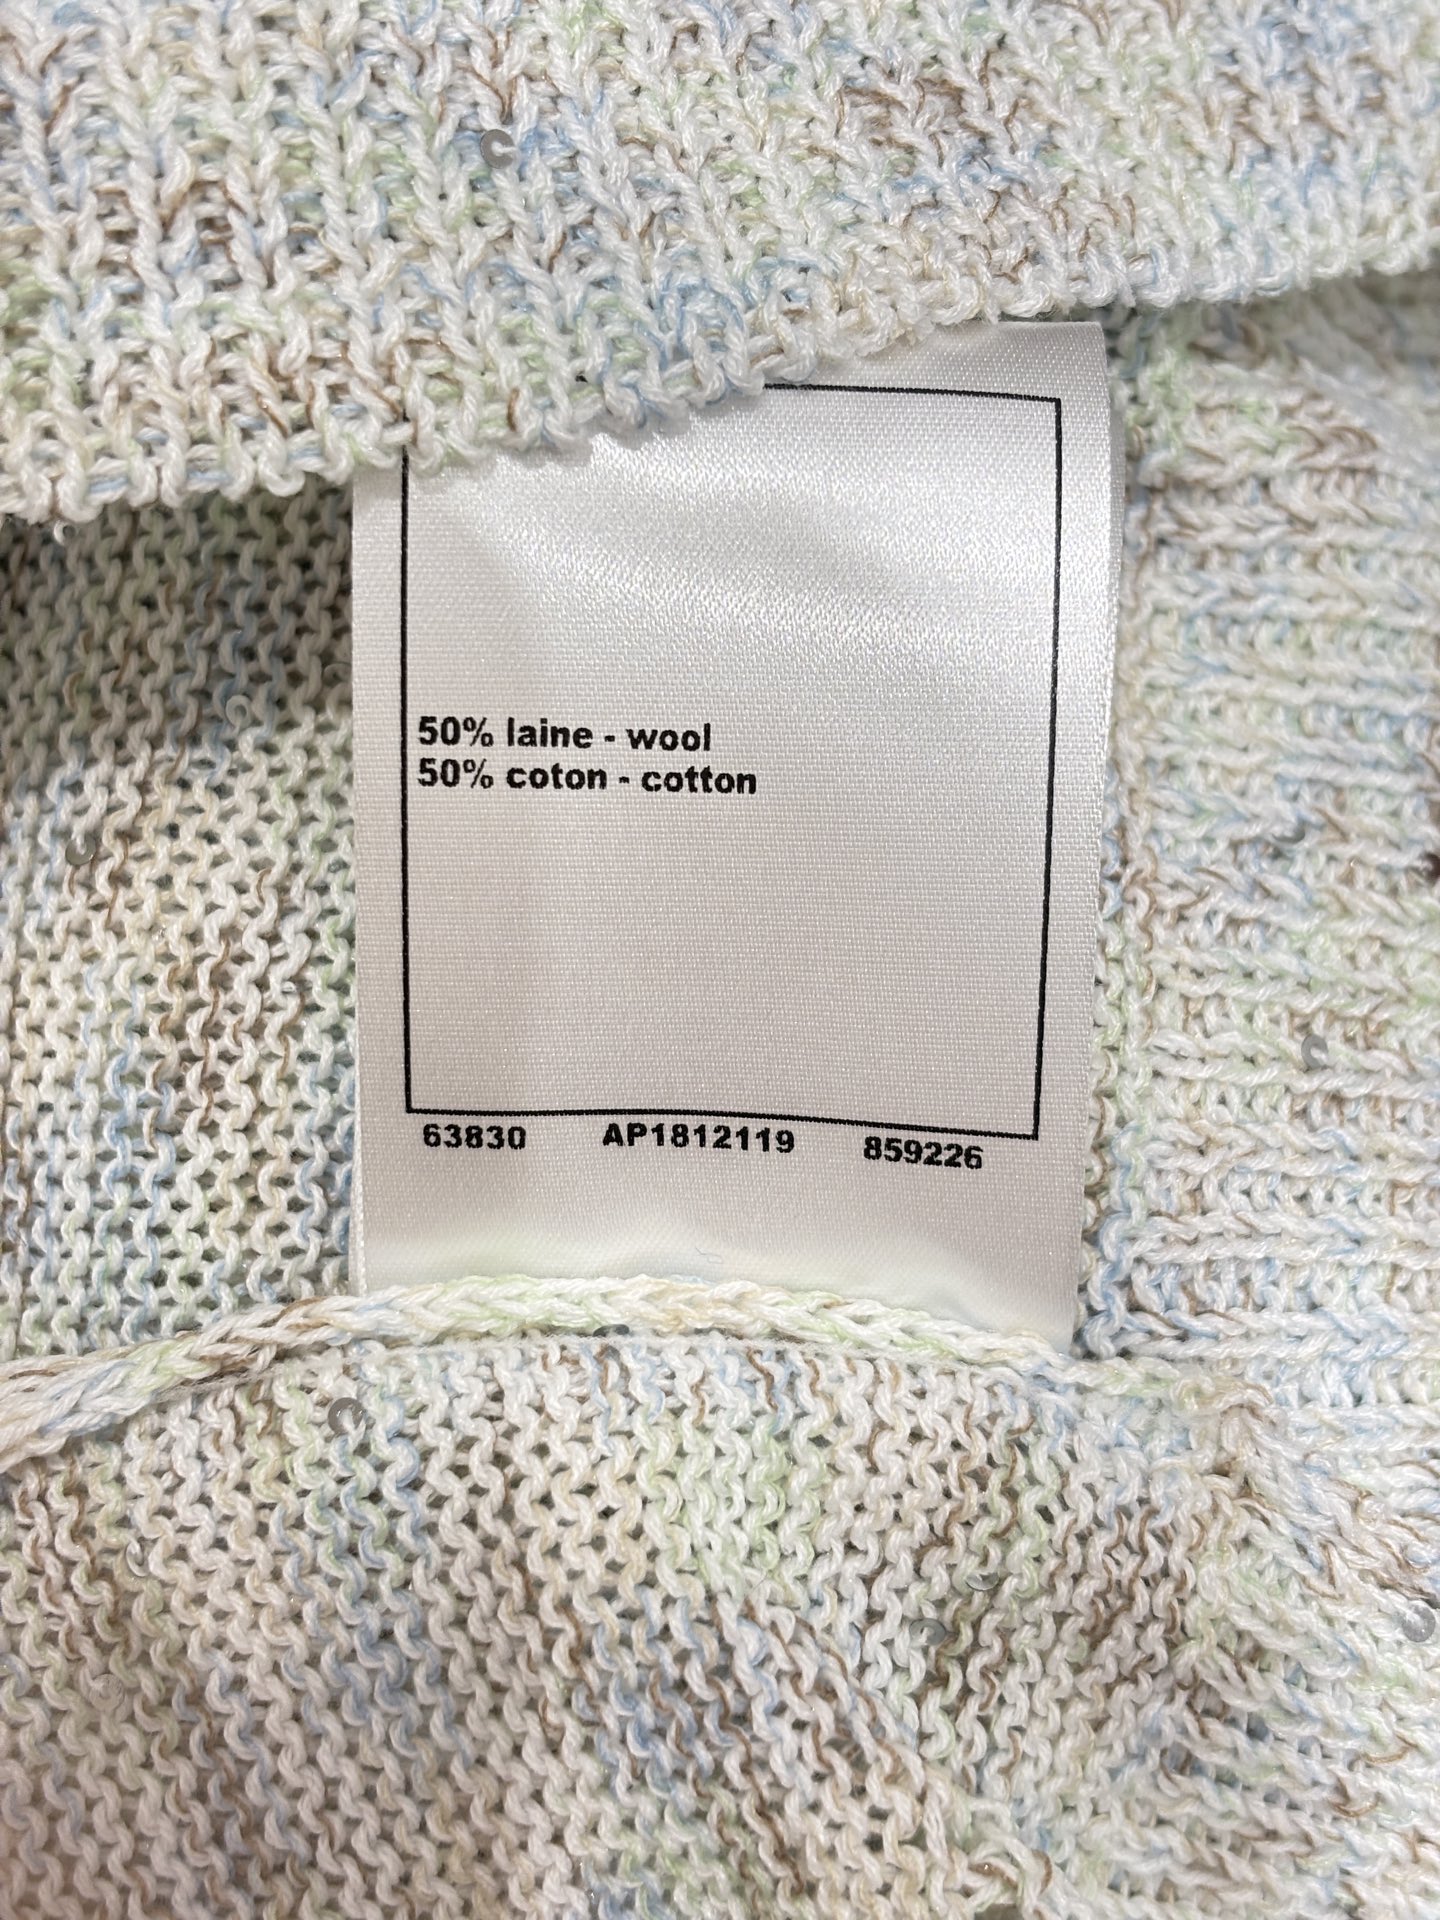 50% laine - wool
50% coton - cotton
63830 AP1812119 859226